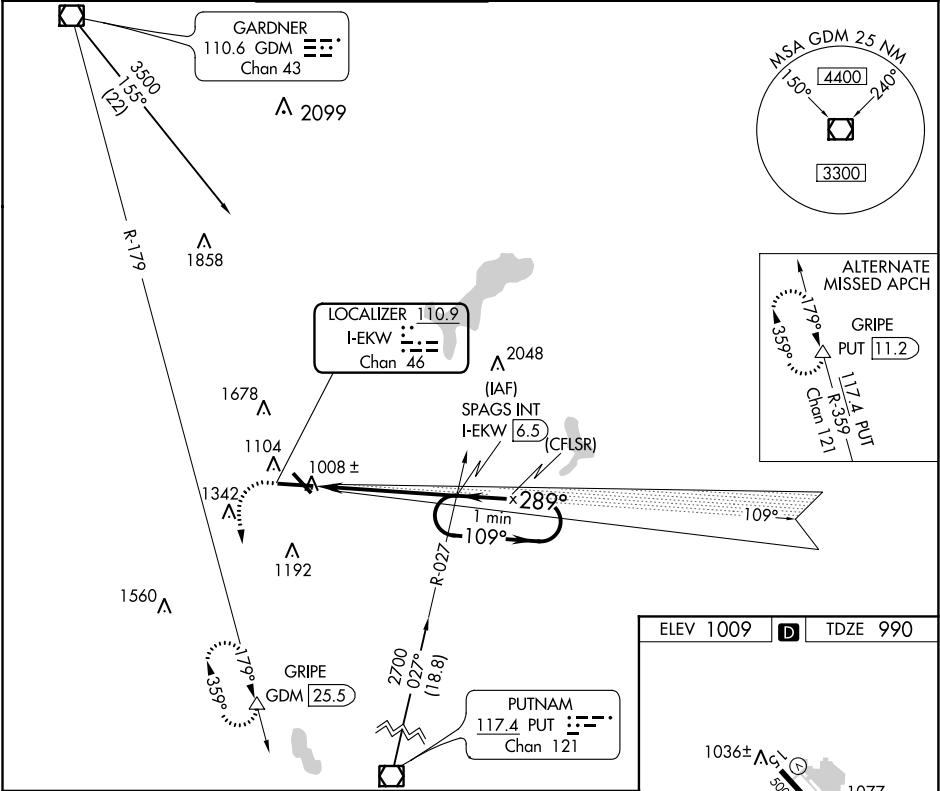 GARDNER
110.6 GDM
Chan 43
3500
155°
(22)
2099
MSA GDM 25 NM
150°
4400
240°
3300
R-179
1858
ALTERNATE
MISSED APCH
179°
359°
GRIPE
PUT 11.2
117.4 PUT
R-359
Chan 121
LOCALIZER 110.9
I-EKW
Chan 46
2048
(IAF)
SPAGS INT
I-EKW 6.5
(CFLSR)
1678
1104
1008 ±
1342
289°
1 min
109°
109°
1192
R-027
1560
2700
027°
(18.8)
179°
359°
GRIPE
GDM 25.5
PUTNAM
117.4 PUT
Chan 121
ELEV 1009
D
TDZE 990
1036±
15
1077